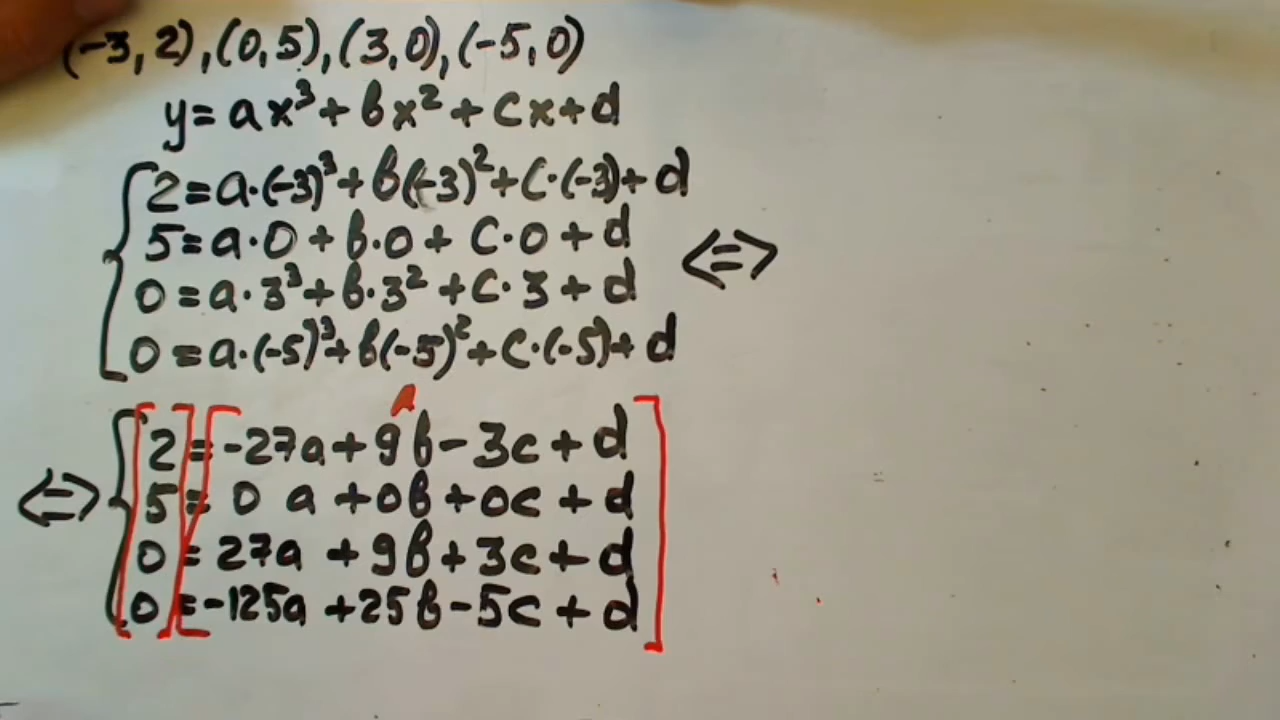 (-3, 2), (0, 5), (3, 0), (-5, 0)
y = ax³ + bx² + cx + d
2 = a·(-3)³ + b(-3)² + c·(-3) + d
5 = a·0 + b·0 + c·0 + d
0 = a·3³ + b·3² + c·3 + d
0 = a·(-5)³ + b(-5)² + c·(-5) + d
<=>
A
<=> 2 = -27a + 9b - 3c + d
5 = 0 a + 0b + 0c + d
0 = 27a + 9b + 3c + d
0 = -125a + 25b - 5c + d